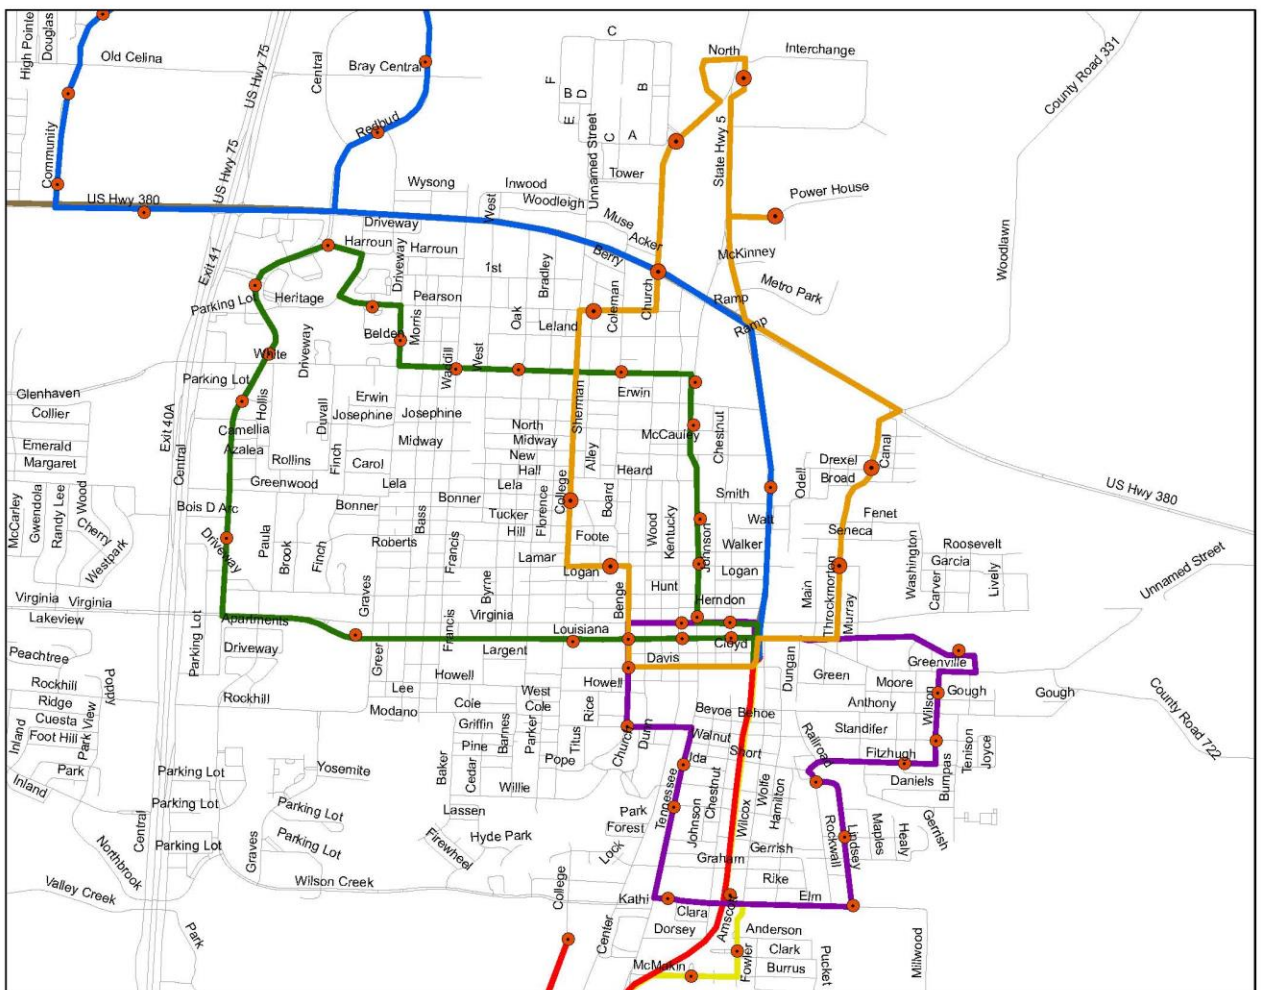 High Pointe
Douglas
Old Celina
US Hwy 75
Central
Bray Central
C
North
Interchange
County Road 331
F
B
D
B
E
Redbud
Unnamed Street
C
A
State Hwy 5
US Hwy 75
Community
Tower
Wysong
Inwood
Power House
US Hwy 380
West
Woodleigh
Driveway
Muse
Acker
Harroun
Harroun
Berry
McKinney
Woodlawn
Exit 41
Driveway
1st
Bradley
Metro Park
Parking Lot
Heritage
Pearson
Coleman
Church
Ramp
Oak
Leland
Ramp
Belden
Morris
White
Driveway
Waddill
West
Parking Lot
Glenhaven
Erwin
Erwin
Collier
Hollis
Josephine
Josephine
Sherman
Exit 40A
Duvall
North
Chestnut
Camellia
McCauley
Emerald
Midway
Midway
Azalea
Alley
Drexel
Canal
Margaret
Central
Rollins
Finch
Carol
New
Hall
Heard
Broad
Odell
Greenwood
Lela
Lela
Smith
US Hwy 380
McCarley
Gwendola
Randy Lee
Wood
Bois D Arc
Bonner
Bonner
College
Board
Cherry
Bass
Tucker
Florence
Walt
Fenet
Westpark
Driveway
Paula
Brook
Finch
Roberts
Francis
Hill
Foote
Wood
Kentucky
Johnson
Walker
Seneca
Washington
Roosevelt
Lamar
Logan
Logan
Garcia
Unnamed Street
Graves
Byrne
Hunt
Main
Throckmorton
Carver
Lively
Virginia
Virginia
Virginia
Benge
Herndon
Murray
Lakeview
Apartments
Francis
Louisiana
Parking Lot
Driveway
Greer
Largent
Cloyd
Peachtree
Davis
Dungan
Greenville
Rockhill
Poppy
Howell
Howell
Green
Moore
Gough
Gough
Ridge
Rockhill
Lee
West
Cole
Cole
Rice
Anthony
Wilson
County Road 722
Cuesta
Park View
Modano
Bevoe
Behoe
Inland
Foot Hill
Griffin
Barnes
Parker
Titus
Dunn
Walnut
Standifer
Tenison
Joyce
Pine
Church
Short
Railroad
Fitzhugh
Park
Parking Lot
Yosemite
Baker
Cedar
Pope
Ida
Daniels
Bumpas
Inland
Willie
Tennessee
Chestnut
Wolfe
Hamilton
Parking Lot
Parking Lot
Lassen
Park
Johnson
Wilcox
Maples
Healy
Gerrish
Central
Forest
Rockwall
Lindsey
Northbrook
Parking Lot
Graves
Parking Lot
Firewheel
Hyde Park
Lock
Gerrish
Graham
Valley Creek
Wilson Creek
College
Rike
Kathi
Elm
Clara
Park
Center
Dorsey
Amscott
Anderson
Clark
McMakin
Fowler
Burrus
Pucket
Millwood